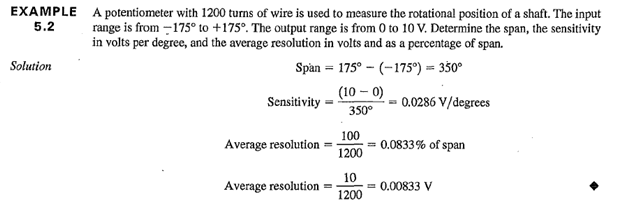 EXAMPLE 5.2 A potentiometer with 1200 turns of wire is used to measure the rotational position of a shaft. The input
range is from −175° to +175°. The output range is from 0 to 10 V. Determine the span, the sensitivity
in volts per degree, and the average resolution in volts and as a percentage of span.
Solution
Span = 175° − (−175°) = 350°
Sensitivity = (10 − 0) / 350° = 0.0286 V/degrees
Average resolution = 100 / 1200 = 0.0833% of span
Average resolution = 10 / 1200 = 0.00833 V